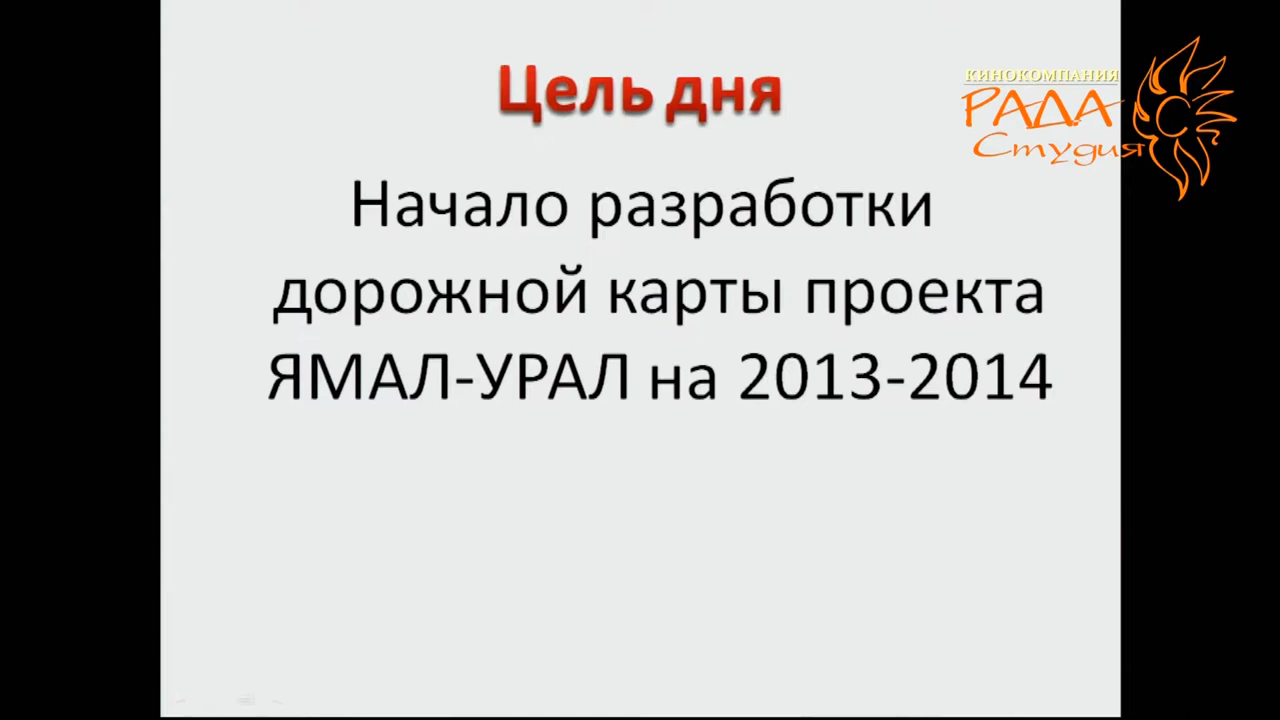 Цель дня
КИНОКОМПАНИЯ
РАДА
Студия
Начало разработки
дорожной карты проекта
ЯМАЛ-УРАЛ на 2013-2014